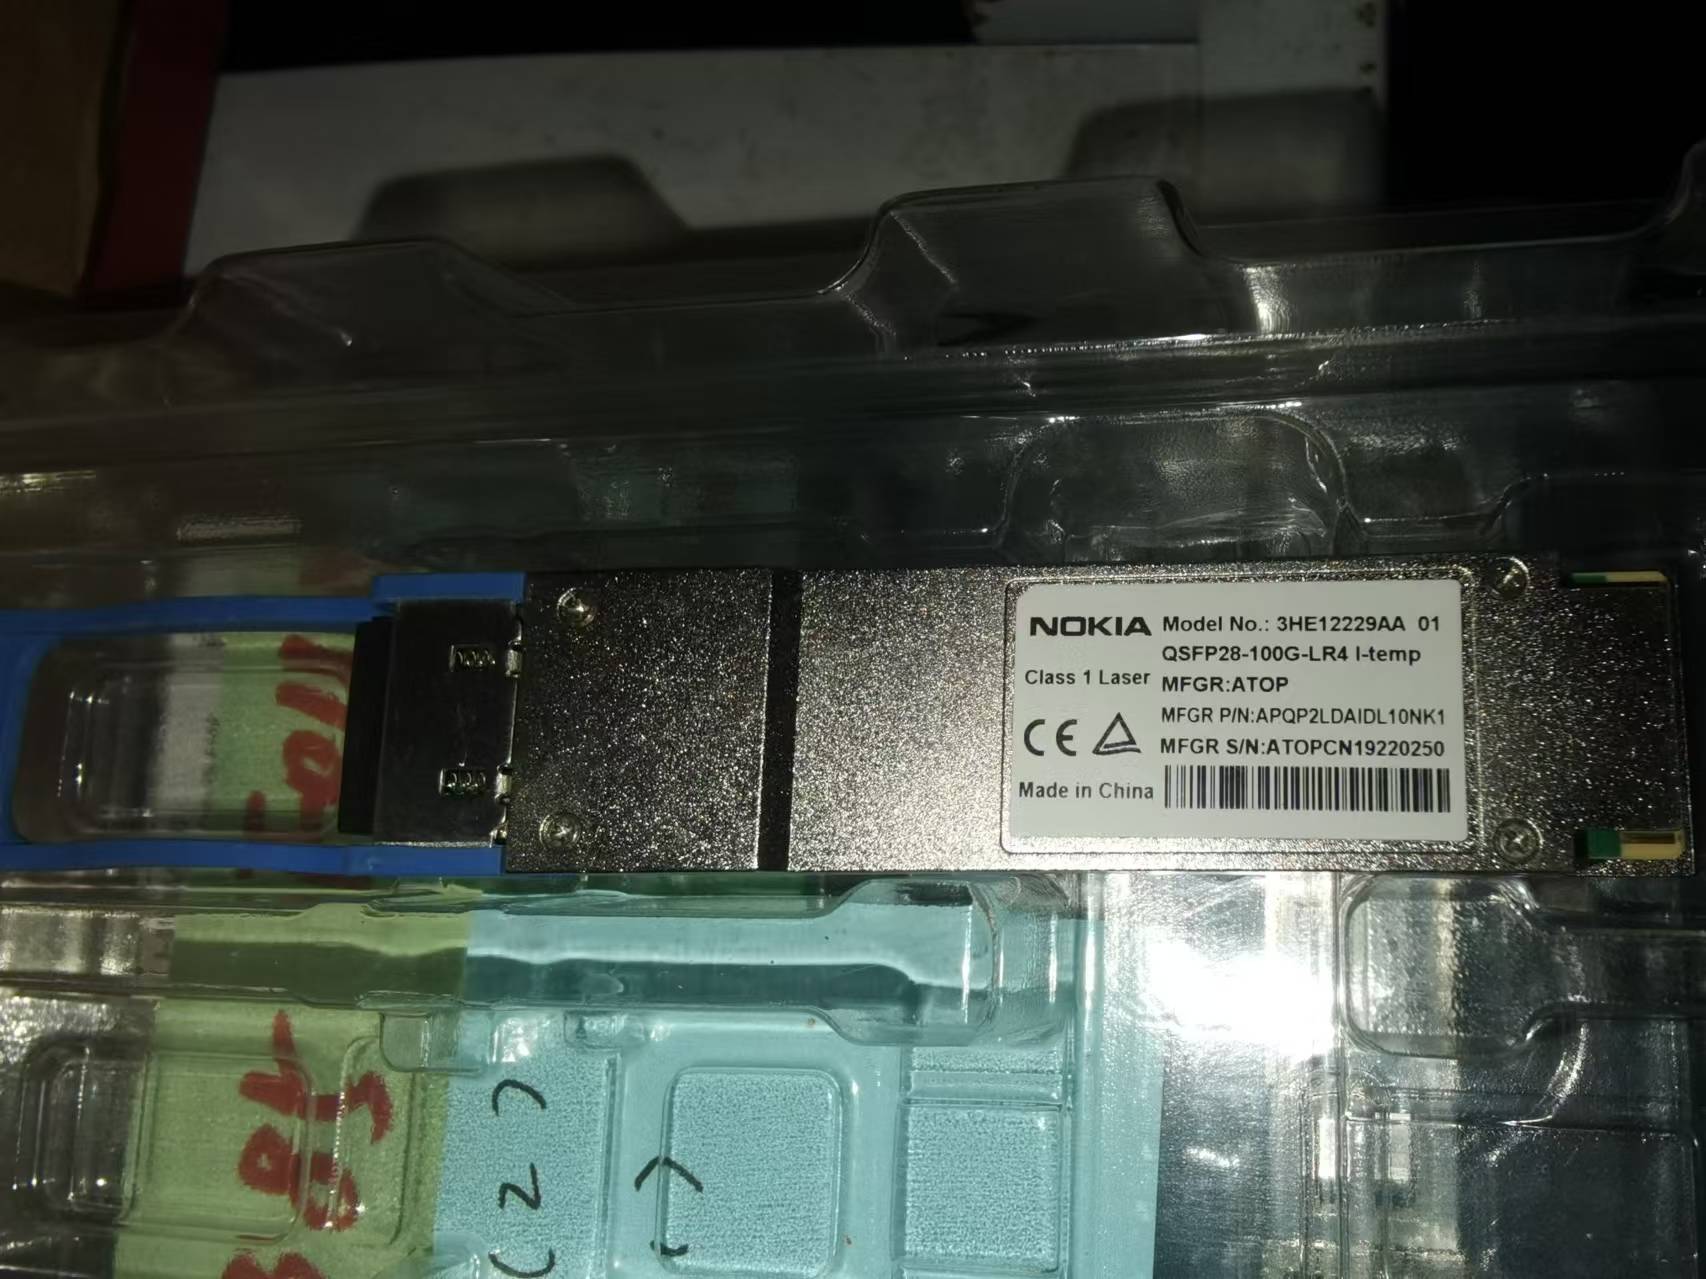 NOKIA Model No.: 3HE12229AA 01
QSFP28-100G-LR4 I-temp
Class 1 Laser MFGR:ATOP
MFGR P/N:APQP2LDAIDL10NK1
CE MFGR S/N:ATOPCN19220250
Made in China
(2)